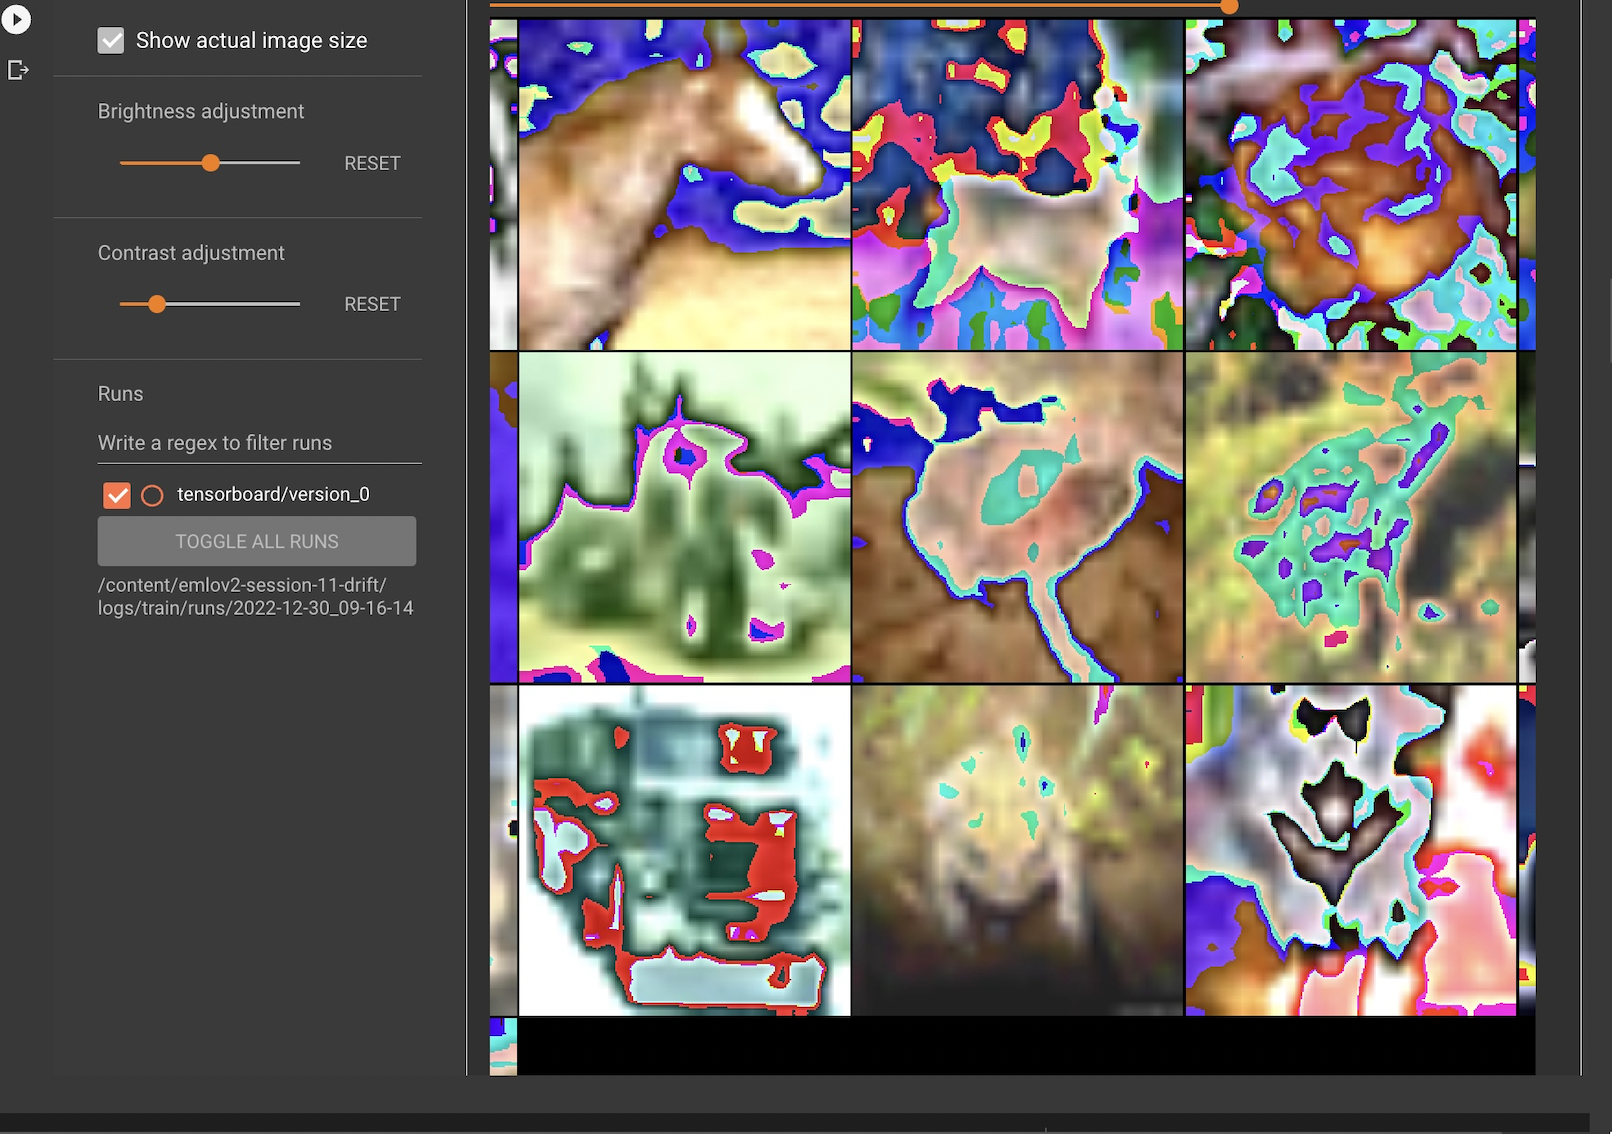 Show actual image size
Brightness adjustment
RESET
Contrast adjustment
RESET
Runs
Write a regex to filter runs
tensorboard/version_0
TOGGLE ALL RUNS
/content/emlov2-session-11-drift/
logs/train/runs/2022-12-30_09-16-14